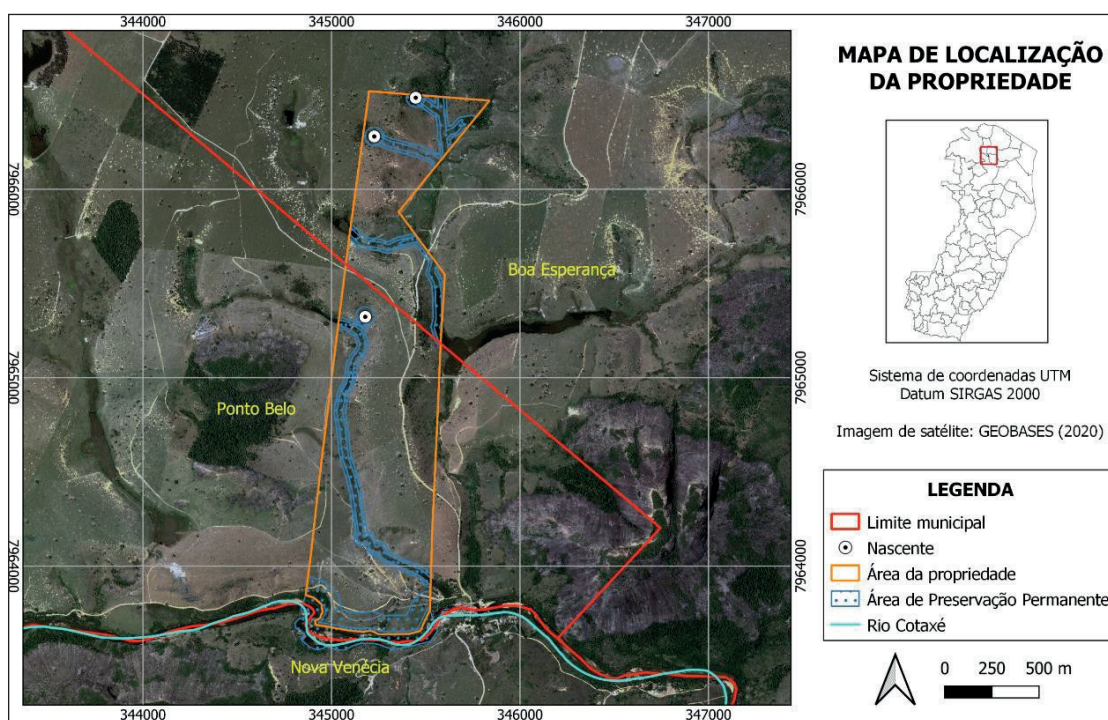 344000 345000 346000 347000
7966000
7965000
7964000
7966000
7965000
7964000
Boa Esperança
Ponto Belo
Nova Venécia
344000 345000 346000 347000
MAPA DE LOCALIZAÇÃO
DA PROPRIEDADE
Sistema de coordenadas UTM
Datum SIRGAS 2000
Imagem de satélite: GEOBASES (2020)
LEGENDA
Limite municipal
Nascente
Área da propriedade
Área de Preservação Permanente
Rio Cotaxé
0 250 500 m